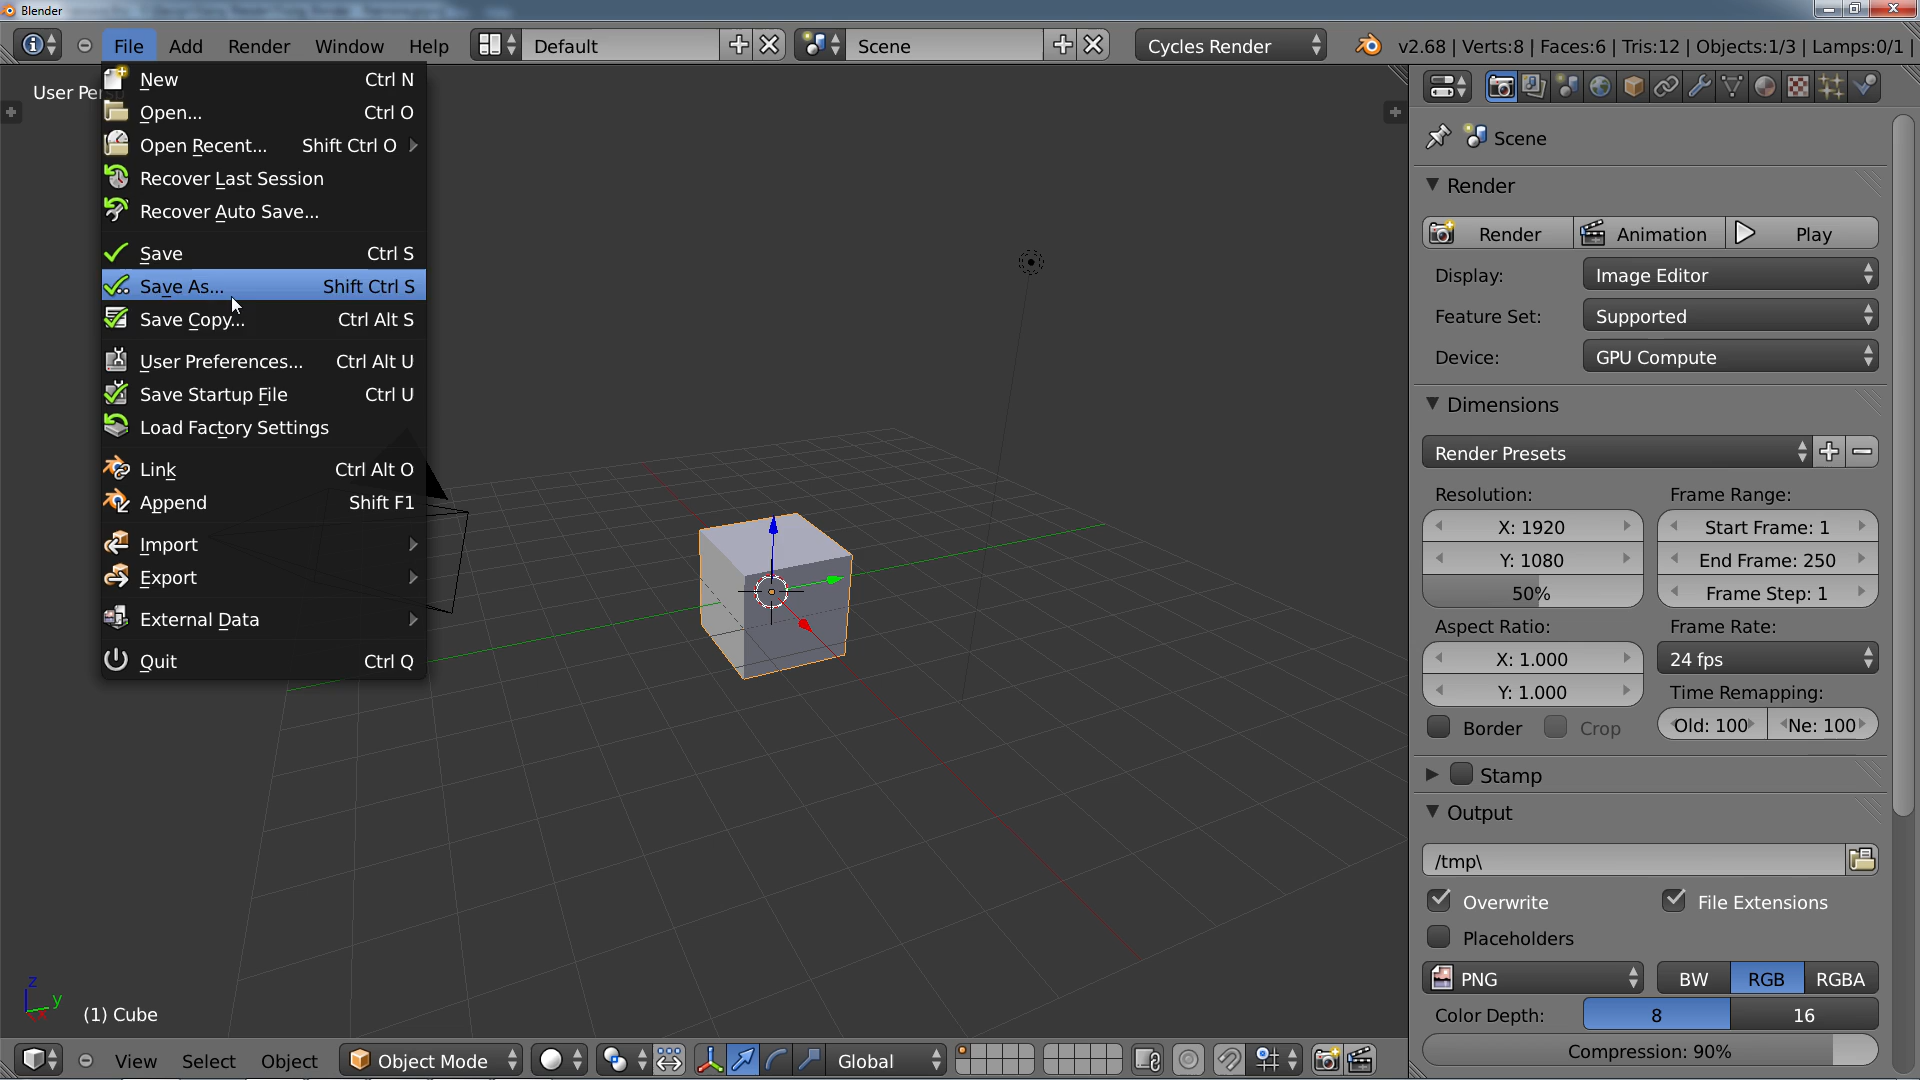 Blender
File Add Render Window Help Default Scene Cycles Render v2.68 | Verts:8 | Faces:6 | Tris:12 | Objects:1/3 | Lamps:0/1 |
User
New Ctrl N
Open... Ctrl O
Open Recent... Shift Ctrl O
Recover Last Session
Recover Auto Save...
Save Ctrl S
Save As... Shift Ctrl S
Save Copy... Ctrl Alt S
User Preferences... Ctrl Alt U
Save Startup File Ctrl U
Load Factory Settings
Link Ctrl Alt O
Append Shift F1
Import
Export
External Data
Quit Ctrl Q
z
y
x
(1) Cube
View Select Object Object Mode Global
Scene
Render
Render Animation Play
Display: Image Editor
Feature Set: Supported
Device: GPU Compute
Dimensions
Render Presets
Resolution: Frame Range:
X: 1920 Start Frame: 1
Y: 1080 End Frame: 250
50% Frame Step: 1
Aspect Ratio: Frame Rate:
X: 1.000 24 fps
Y: 1.000 Time Remapping:
Border Crop Old: 100 Ne: 100
Stamp
Output
/tmp\
Overwrite File Extensions
Placeholders
PNG BW RGB RGBA
Color Depth: 8 16
Compression: 90%